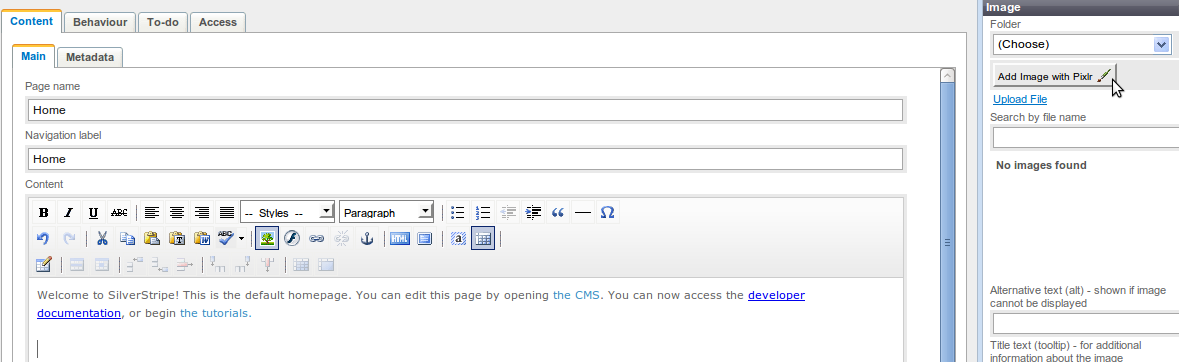 Content Behaviour To-do Access
Main Metadata
Page name
Home
Navigation label
Home
Content
B I U ABC -- Styles -- Paragraph
ABC HTML
Welcome to SilverStripe! This is the default homepage. You can edit this page by opening the CMS. You can now access the developer
documentation, or begin the tutorials.
Image
Folder
(Choose)
Add Image with Pixlr
Upload File
Search by file name
No images found
Alternative text (alt) - shown if image
cannot be displayed
Title text (tooltip) - for additional
information about the image